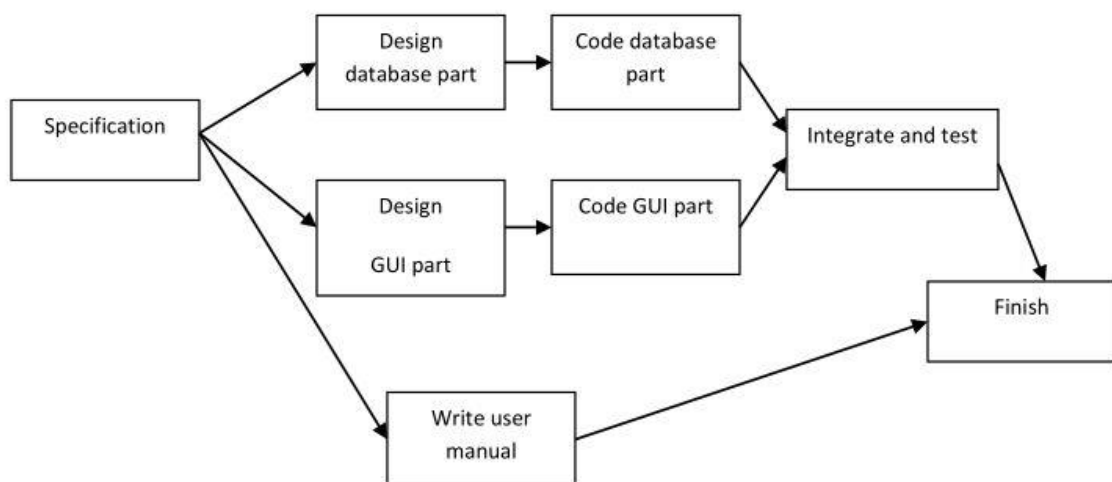 Specification
Design
database part
Code database
part
Integrate and test
Design
GUI part
Code GUI part
Finish
Write user
manual